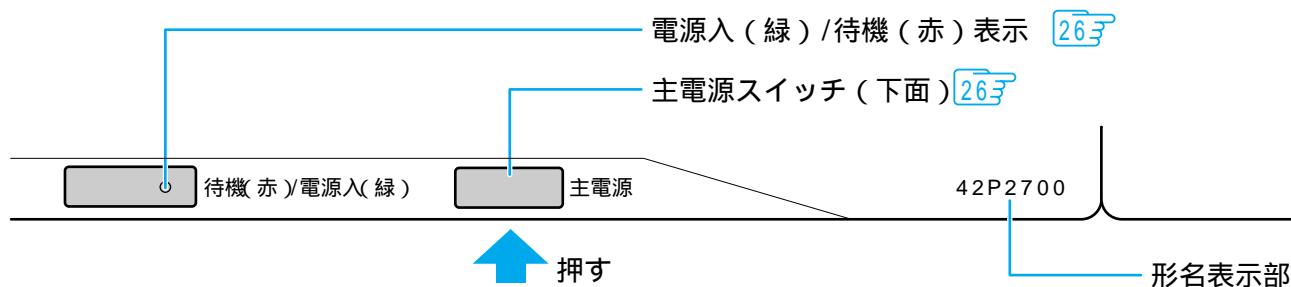 電源入(緑)/待機(赤)表示 26
主電源スイッチ(下面) 26
待機(赤)/電源入(緑)
主電源
42P2700
押す
形名表示部